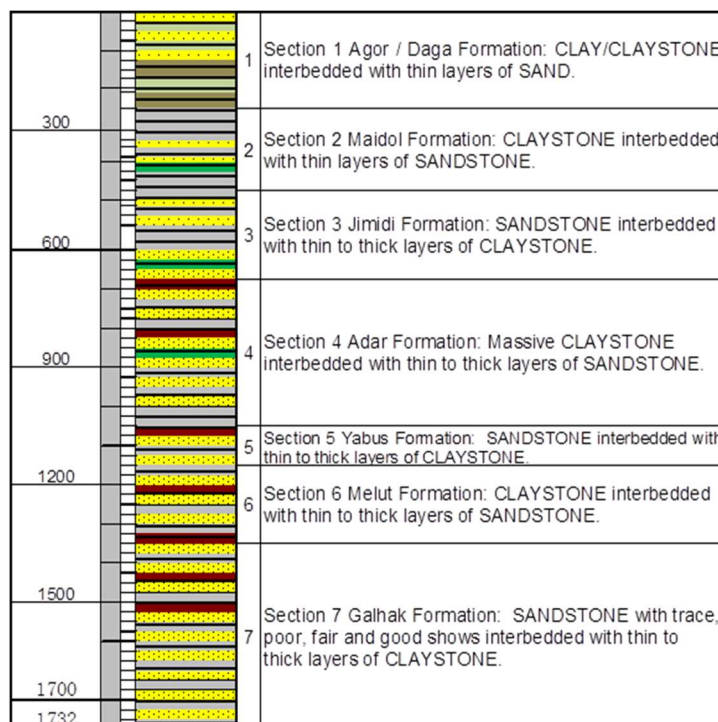 1
Section 1 Agor / Daga Formation: CLAY/CLAYSTONE
interbedded with thin layers of SAND.
300
2
Section 2 Maidol Formation: CLAYSTONE interbedded
with thin layers of SANDSTONE.
3
Section 3 Jimidi Formation: SANDSTONE interbedded
with thin to thick layers of CLAYSTONE.
600
4
Section 4 Adar Formation: Massive CLAYSTONE
interbedded with thin to thick layers of SANDSTONE.
900
5
Section 5 Yabus Formation: SANDSTONE interbedded with
thin to thick layers of CLAYSTONE.
1200
6
Section 6 Melut Formation: CLAYSTONE interbedded
with thin to thick layers of SANDSTONE.
1500
7
Section 7 Galhak Formation: SANDSTONE with trace,
poor, fair and good shows interbedded with thin to
thick layers of CLAYSTONE.
1700
1732